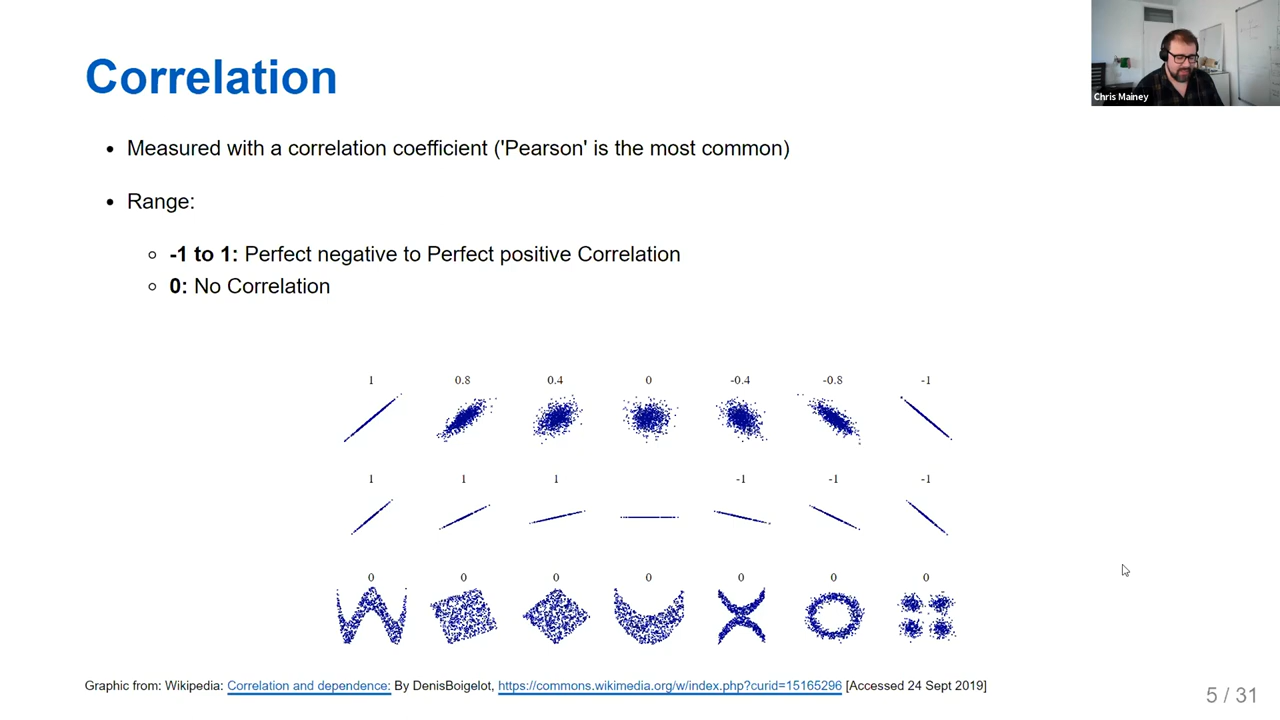 Correlation
Chris Mainey
• Measured with a correlation coefficient ('Pearson' is the most common)
• Range:
◦ -1 to 1: Perfect negative to Perfect positive Correlation
◦ 0: No Correlation
1 0.8 0.4 0 -0.4 -0.8 -1
1 1 1 -1 -1 -1
0 0 0 0 0 0 0
Graphic from: Wikipedia: Correlation and dependence: By DenisBoigelot, https://commons.wikimedia.org/w/index.php?curid=15165296 [Accessed 24 Sept 2019]
5 / 31